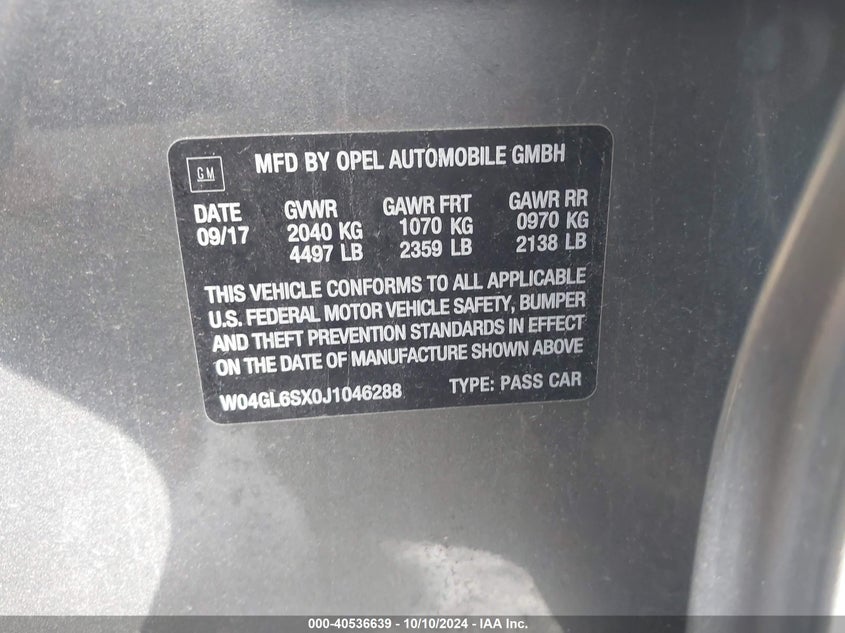 GM
MFD BY OPEL AUTOMOBILE GMBH
DATE GVWR GAWR FRT GAWR RR
09/17 2040 KG 1070 KG 0970 KG
4497 LB 2359 LB 2138 LB
THIS VEHICLE CONFORMS TO ALL APPLICABLE
U.S. FEDERAL MOTOR VEHICLE SAFETY, BUMPER
AND THEFT PREVENTION STANDARDS IN EFFECT
ON THE DATE OF MANUFACTURE SHOWN ABOVE
W04GL6SX0J1046288 TYPE: PASS CAR
000-40536639 - 10/10/2024 - IAA Inc.